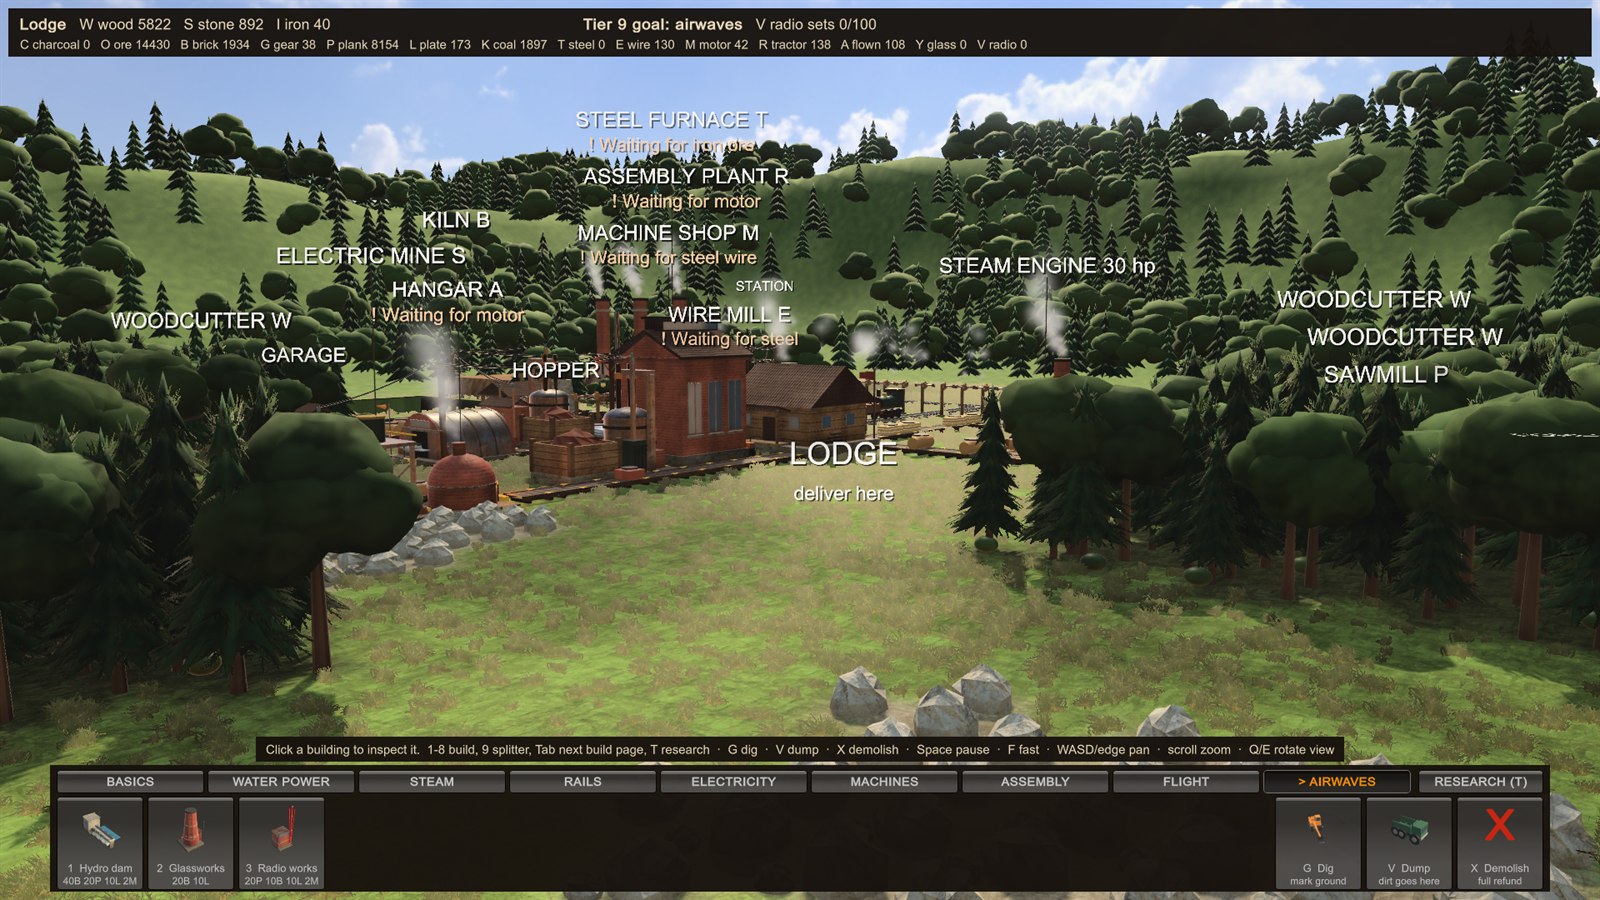 Lodge W wood 5822 S stone 892 I iron 40
Tier 9 goal: airwaves V radio sets 0/100
C charcoal 0 O ore 14430 B brick 1934 G gear 38 P plank 8154 L plate 173 K coal 1897 T steel 0 E wire 130 M motor 42 R tractor 138 A flown 108 Y glass 0 V radio 0
STEEL FURNACE T
! Waiting for iron ore
ASSEMBLY PLANT R
! Waiting for motor
KILN B
MACHINE SHOP M
! Waiting for steel wire
ELECTRIC MINE S
STEAM ENGINE 30 hp
HANGAR A
! Waiting for motor
STATION
WOODCUTTER W
WOODCUTTER W
WIRE MILL E
! Waiting for steel
WOODCUTTER W
GARAGE
HOPPER
SAWMILL P
LODGE
deliver here
Click a building to inspect it. 1-8 build, 9 splitter, Tab next build page, T research · G dig · V dump · X demolish · Space pause · F fast · WASD/edge pan · scroll zoom · Q/E rotate view
BASICS WATER POWER STEAM RAILS ELECTRICITY MACHINES ASSEMBLY FLIGHT > AIRWAVES RESEARCH (T)
1 Hydro dam
40B 20P 10L 2M
2 Glassworks
20B 10L
3 Radio works
20P 10B 10L 2M
G Dig
mark ground
V Dump
dirt goes here
X Demolish
full refund